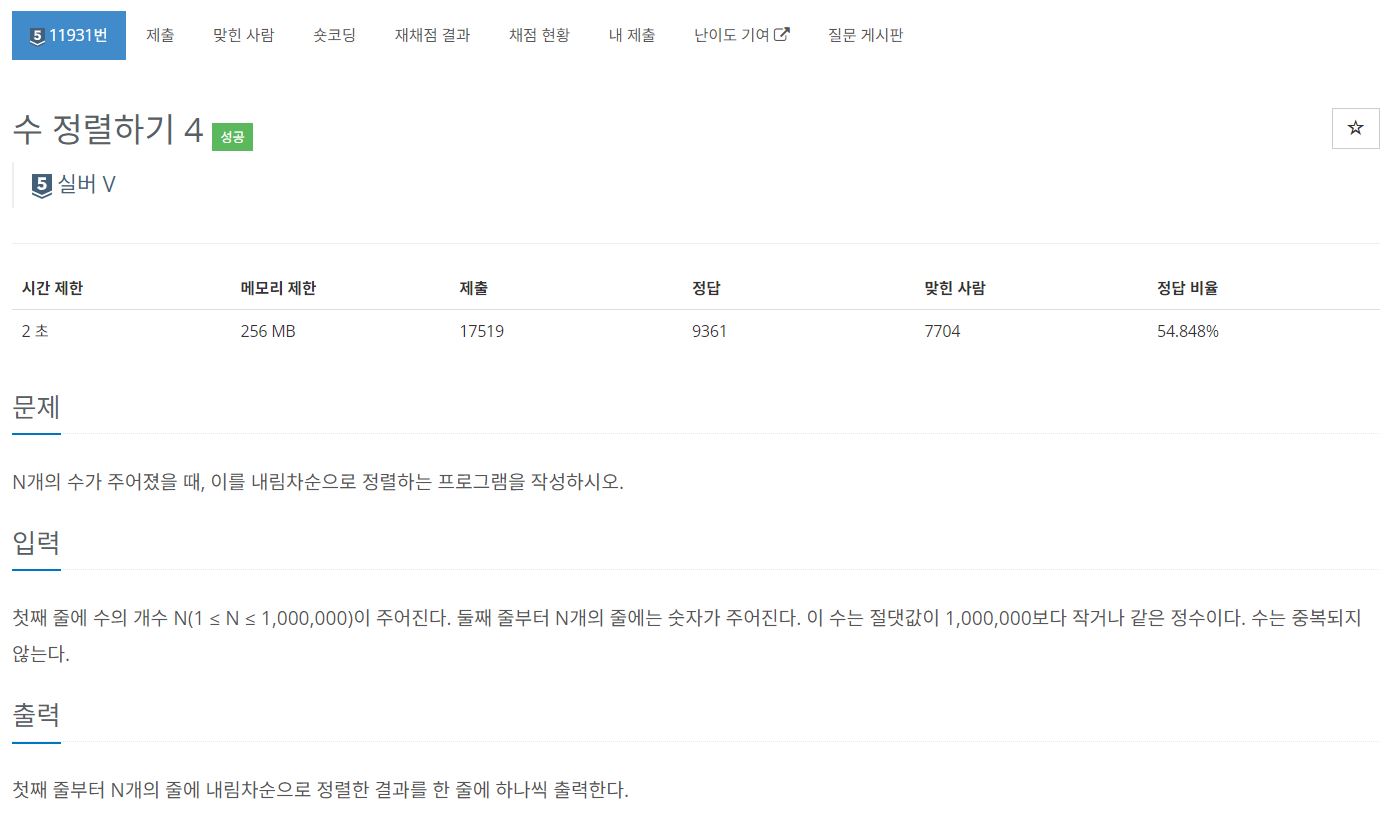 5 11931번 제출 맞힌 사람 숏코딩 재채점 결과 채점 현황 내 제출 난이도 기여 질문 게시판
수 정렬하기 4 성공
5 실버 V
시간 제한 메모리 제한 제출 정답 맞힌 사람 정답 비율
2 초 256 MB 17519 9361 7704 54.848%
문제
N개의 수가 주어졌을 때, 이를 내림차순으로 정렬하는 프로그램을 작성하시오.
입력
첫째 줄에 수의 개수 N(1 ≤ N ≤ 1,000,000)이 주어진다. 둘째 줄부터 N개의 줄에는 숫자가 주어진다. 이 수는 절댓값이 1,000,000보다 작거나 같은 정수이다. 수는 중복되지
않는다.
출력
첫째 줄부터 N개의 줄에 내림차순으로 정렬한 결과를 한 줄에 하나씩 출력한다.